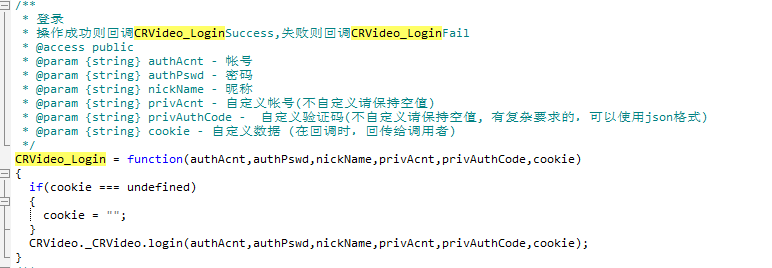 /**
* 登录
* 操作成功则回调CRVideo_LoginSuccess,失败则回调CRVideo_LoginFail
* @access public
* @param {string} authAcnt - 帐号
* @param {string} authPswd - 密码
* @param {string} nickName - 昵称
* @param {string} privAcnt - 自定义帐号(不自定义请保持空值)
* @param {string} privAuthCode -  自定义验证码(不自定义请保持空值, 有复杂要求的，可以使用json格式)
* @param {string} cookie - 自定义数据 (在回调时，回传给调用者)
*/
CRVideo_Login = function(authAcnt,authPswd,nickName,privAcnt,privAuthCode,cookie)
{
if(cookie === undefined)
{
cookie = "";
}
CRVideo._CRVideo.login(authAcnt,authPswd,nickName,privAcnt,privAuthCode,cookie);
}